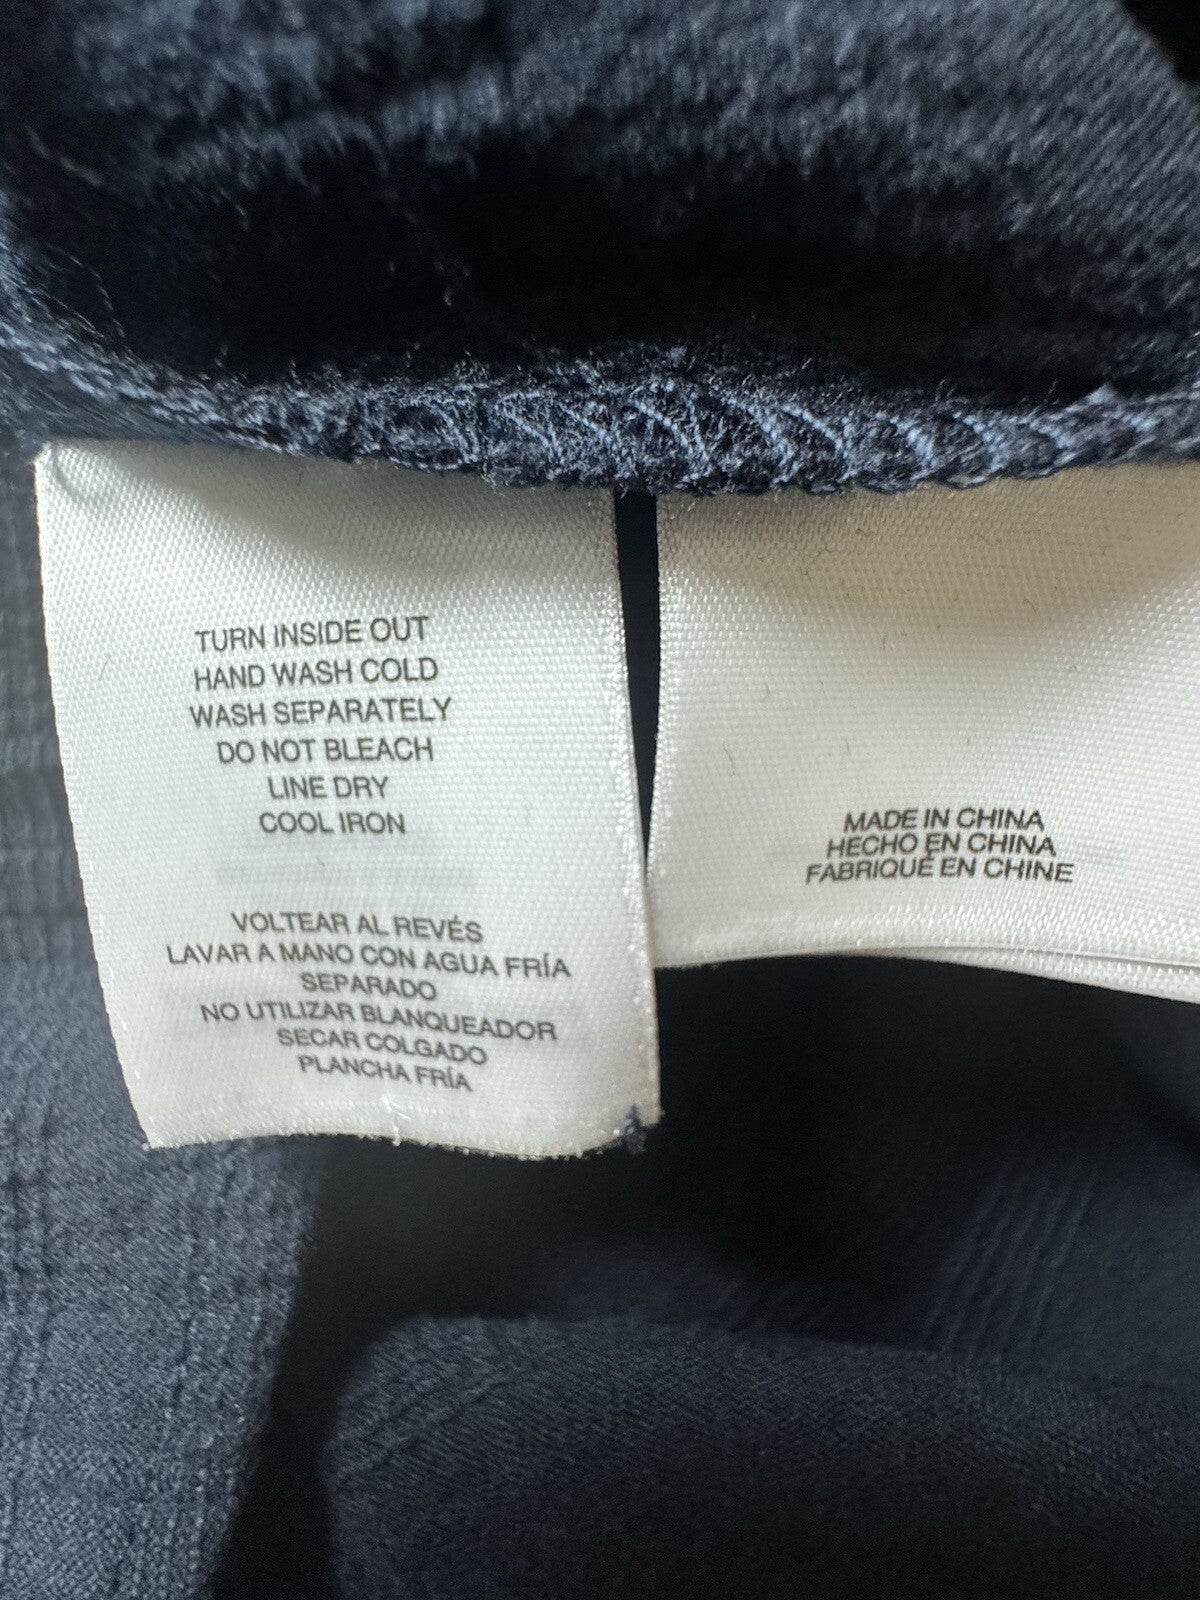 TURN INSIDE OUT
HAND WASH COLD
WASH SEPARATELY
DO NOT BLEACH
LINE DRY
COOL IRON
VOLTEAR AL REVÉS
LAVAR A MANO CON AGUA FRÍA
SEPARADO
NO UTILIZAR BLANQUEADOR
SECAR COLGADO
PLANCHA FRÍA
MADE IN CHINA
HECHO EN CHINA
FABRIQUÉ EN CHINE